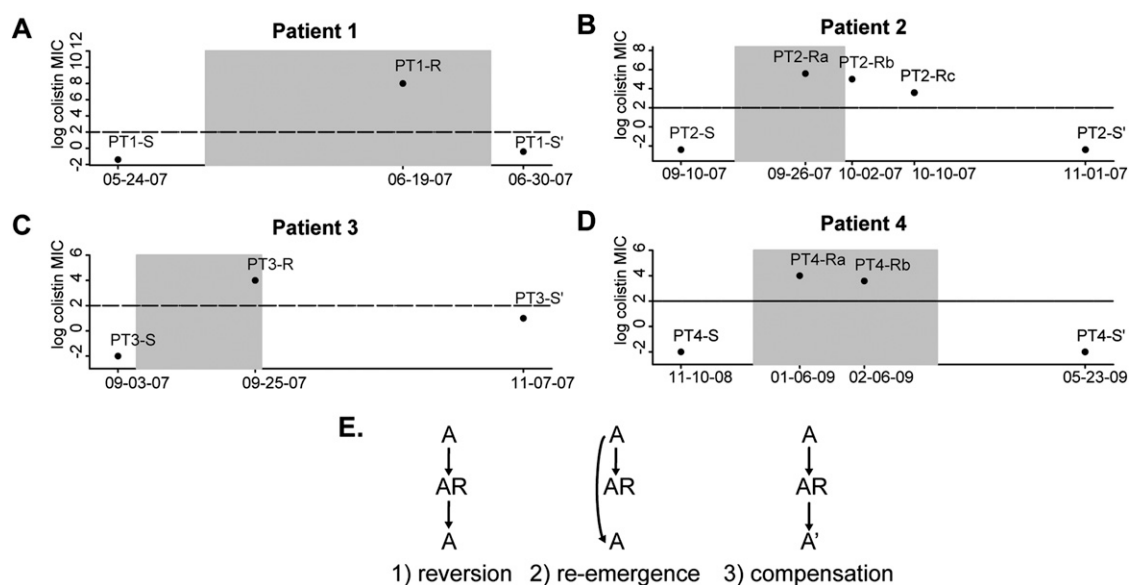 A
Patient 1
log colistin MIC
-2 0 2 4 6 8 10 12
PT1-R
PT1-S
PT1-S'
05-24-07 06-19-07 06-30-07
B
Patient 2
log colistin MIC
-2 0 2 4 6 8
PT2-Ra
PT2-Rb
PT2-Rc
PT2-S
PT2-S'
09-10-07 09-26-07 10-02-07 10-10-07 11-01-07
C
Patient 3
log colistin MIC
-2 0 2 4 6
PT3-R
PT3-S'
PT3-S
09-03-07 09-25-07 11-07-07
D
Patient 4
log colistin MIC
-2 0 2 4 6
PT4-Ra
PT4-Rb
PT4-S
PT4-S'
11-10-08 01-06-09 02-06-09 05-23-09
E.
A A A
AR AR AR
A A A'
1) reversion 2) re-emergence 3) compensation